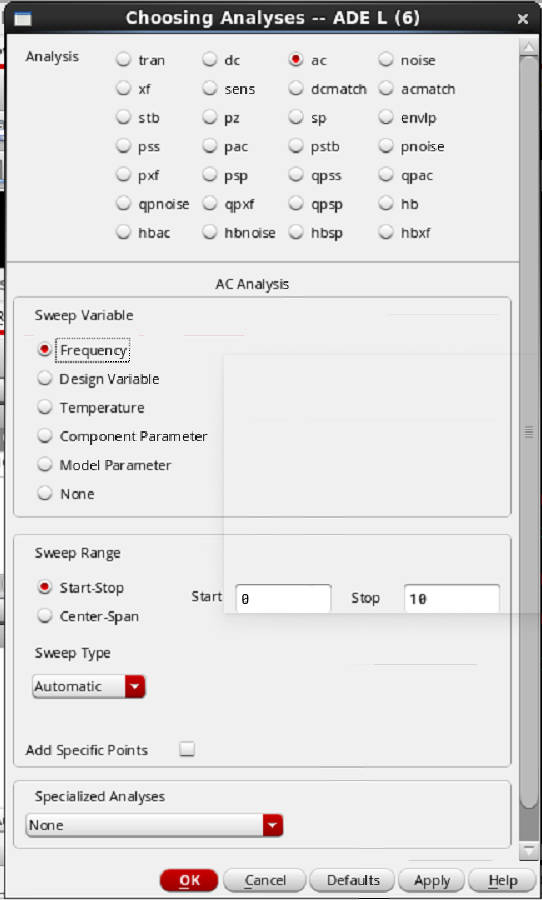 Choosing Analyses -- ADE L (6)
Analysis tran dc ac noise
xf sens dcmatch acmatch
stb pz sp envlp
pss pac pstb pnoise
pxf psp qpss qpac
qpnoise qpxf qpsp hb
hbac hbnoise hbsp hbxf
AC Analysis
Sweep Variable
Frequency
Design Variable
Temperature
Component Parameter
Model Parameter
None
Sweep Range
Start-Stop Start 0 Stop 10
Center-Span
Sweep Type
Automatic
Add Specific Points
Specialized Analyses
None
OK Cancel Defaults Apply Help